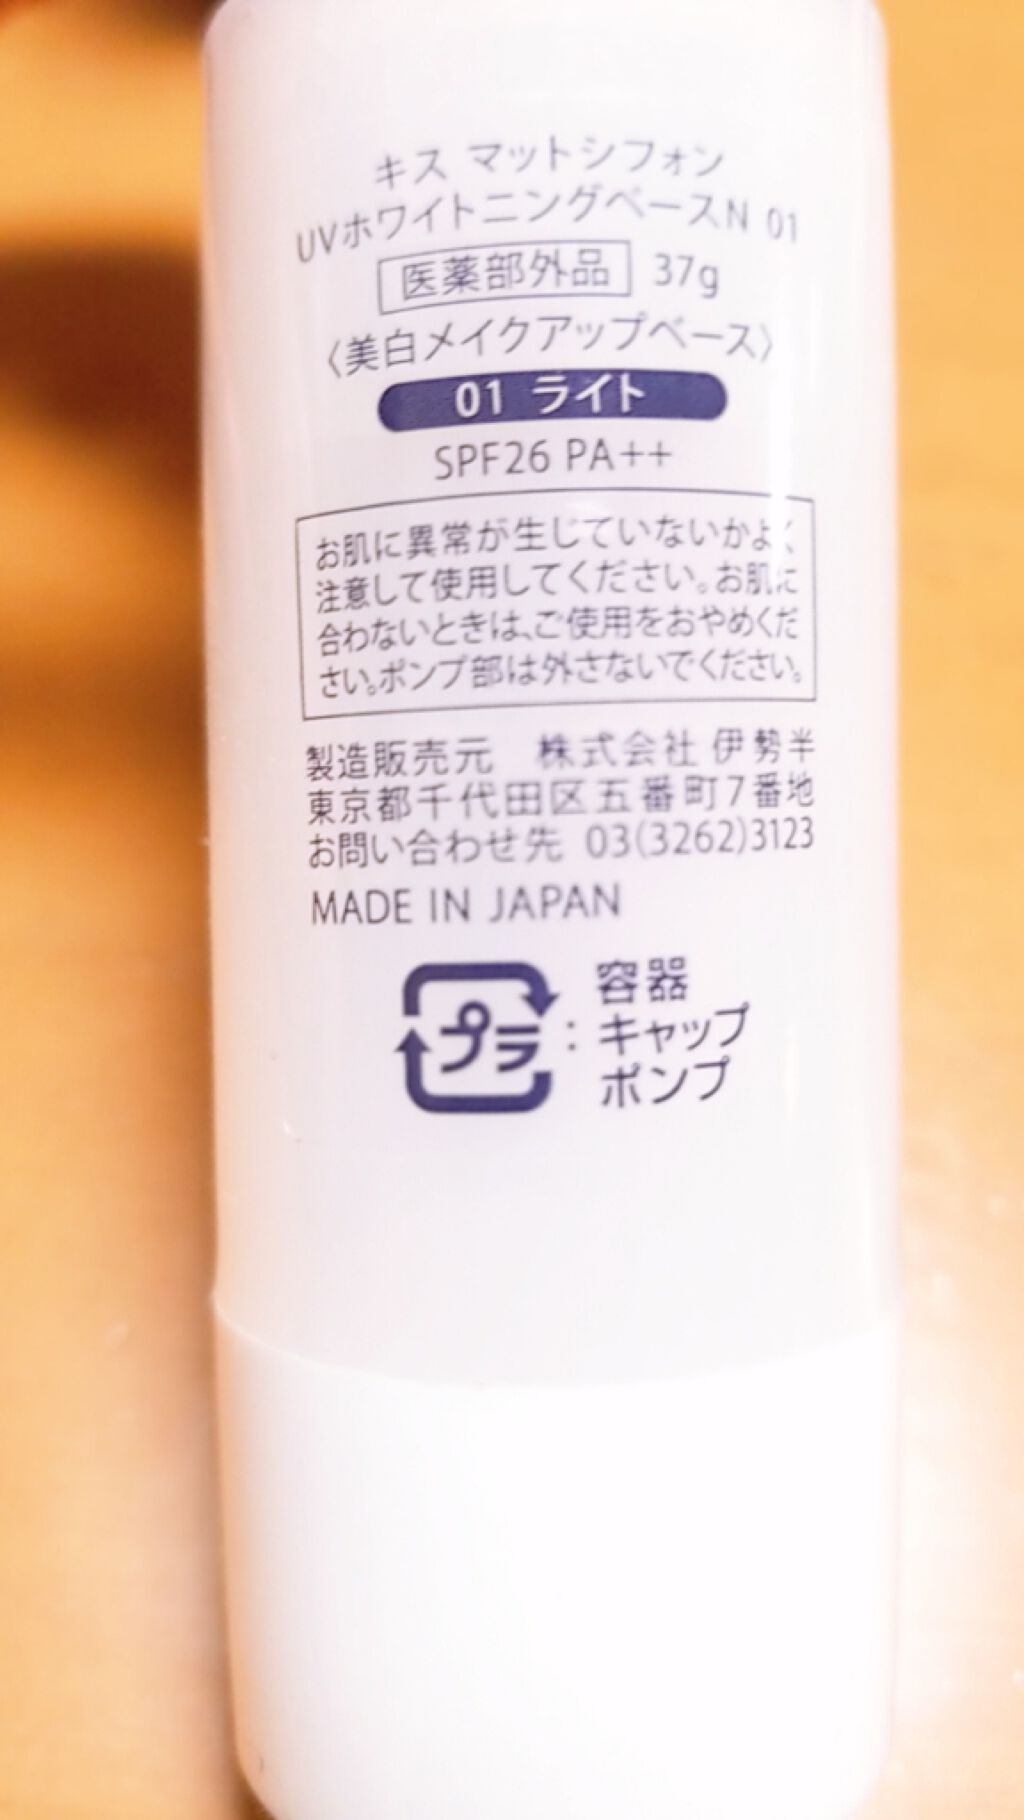 キス マットシフォン
UVホワイトニングベースN 01
医薬部外品 37g
〈美白メイクアップベース〉
01 ライト
SPF26 PA++
お肌に異常が生じていないかよく
注意して使用してください。お肌に
合わないときは、ご使用をおやめくだ
さい。ポンプ部は外さないでください。
製造販売元 株式会社 伊勢半
東京都千代田区五番町7番地
お問い合わせ先 03(3262)3123
MADE IN JAPAN
プラ : 容器
キャップ
ポンプ